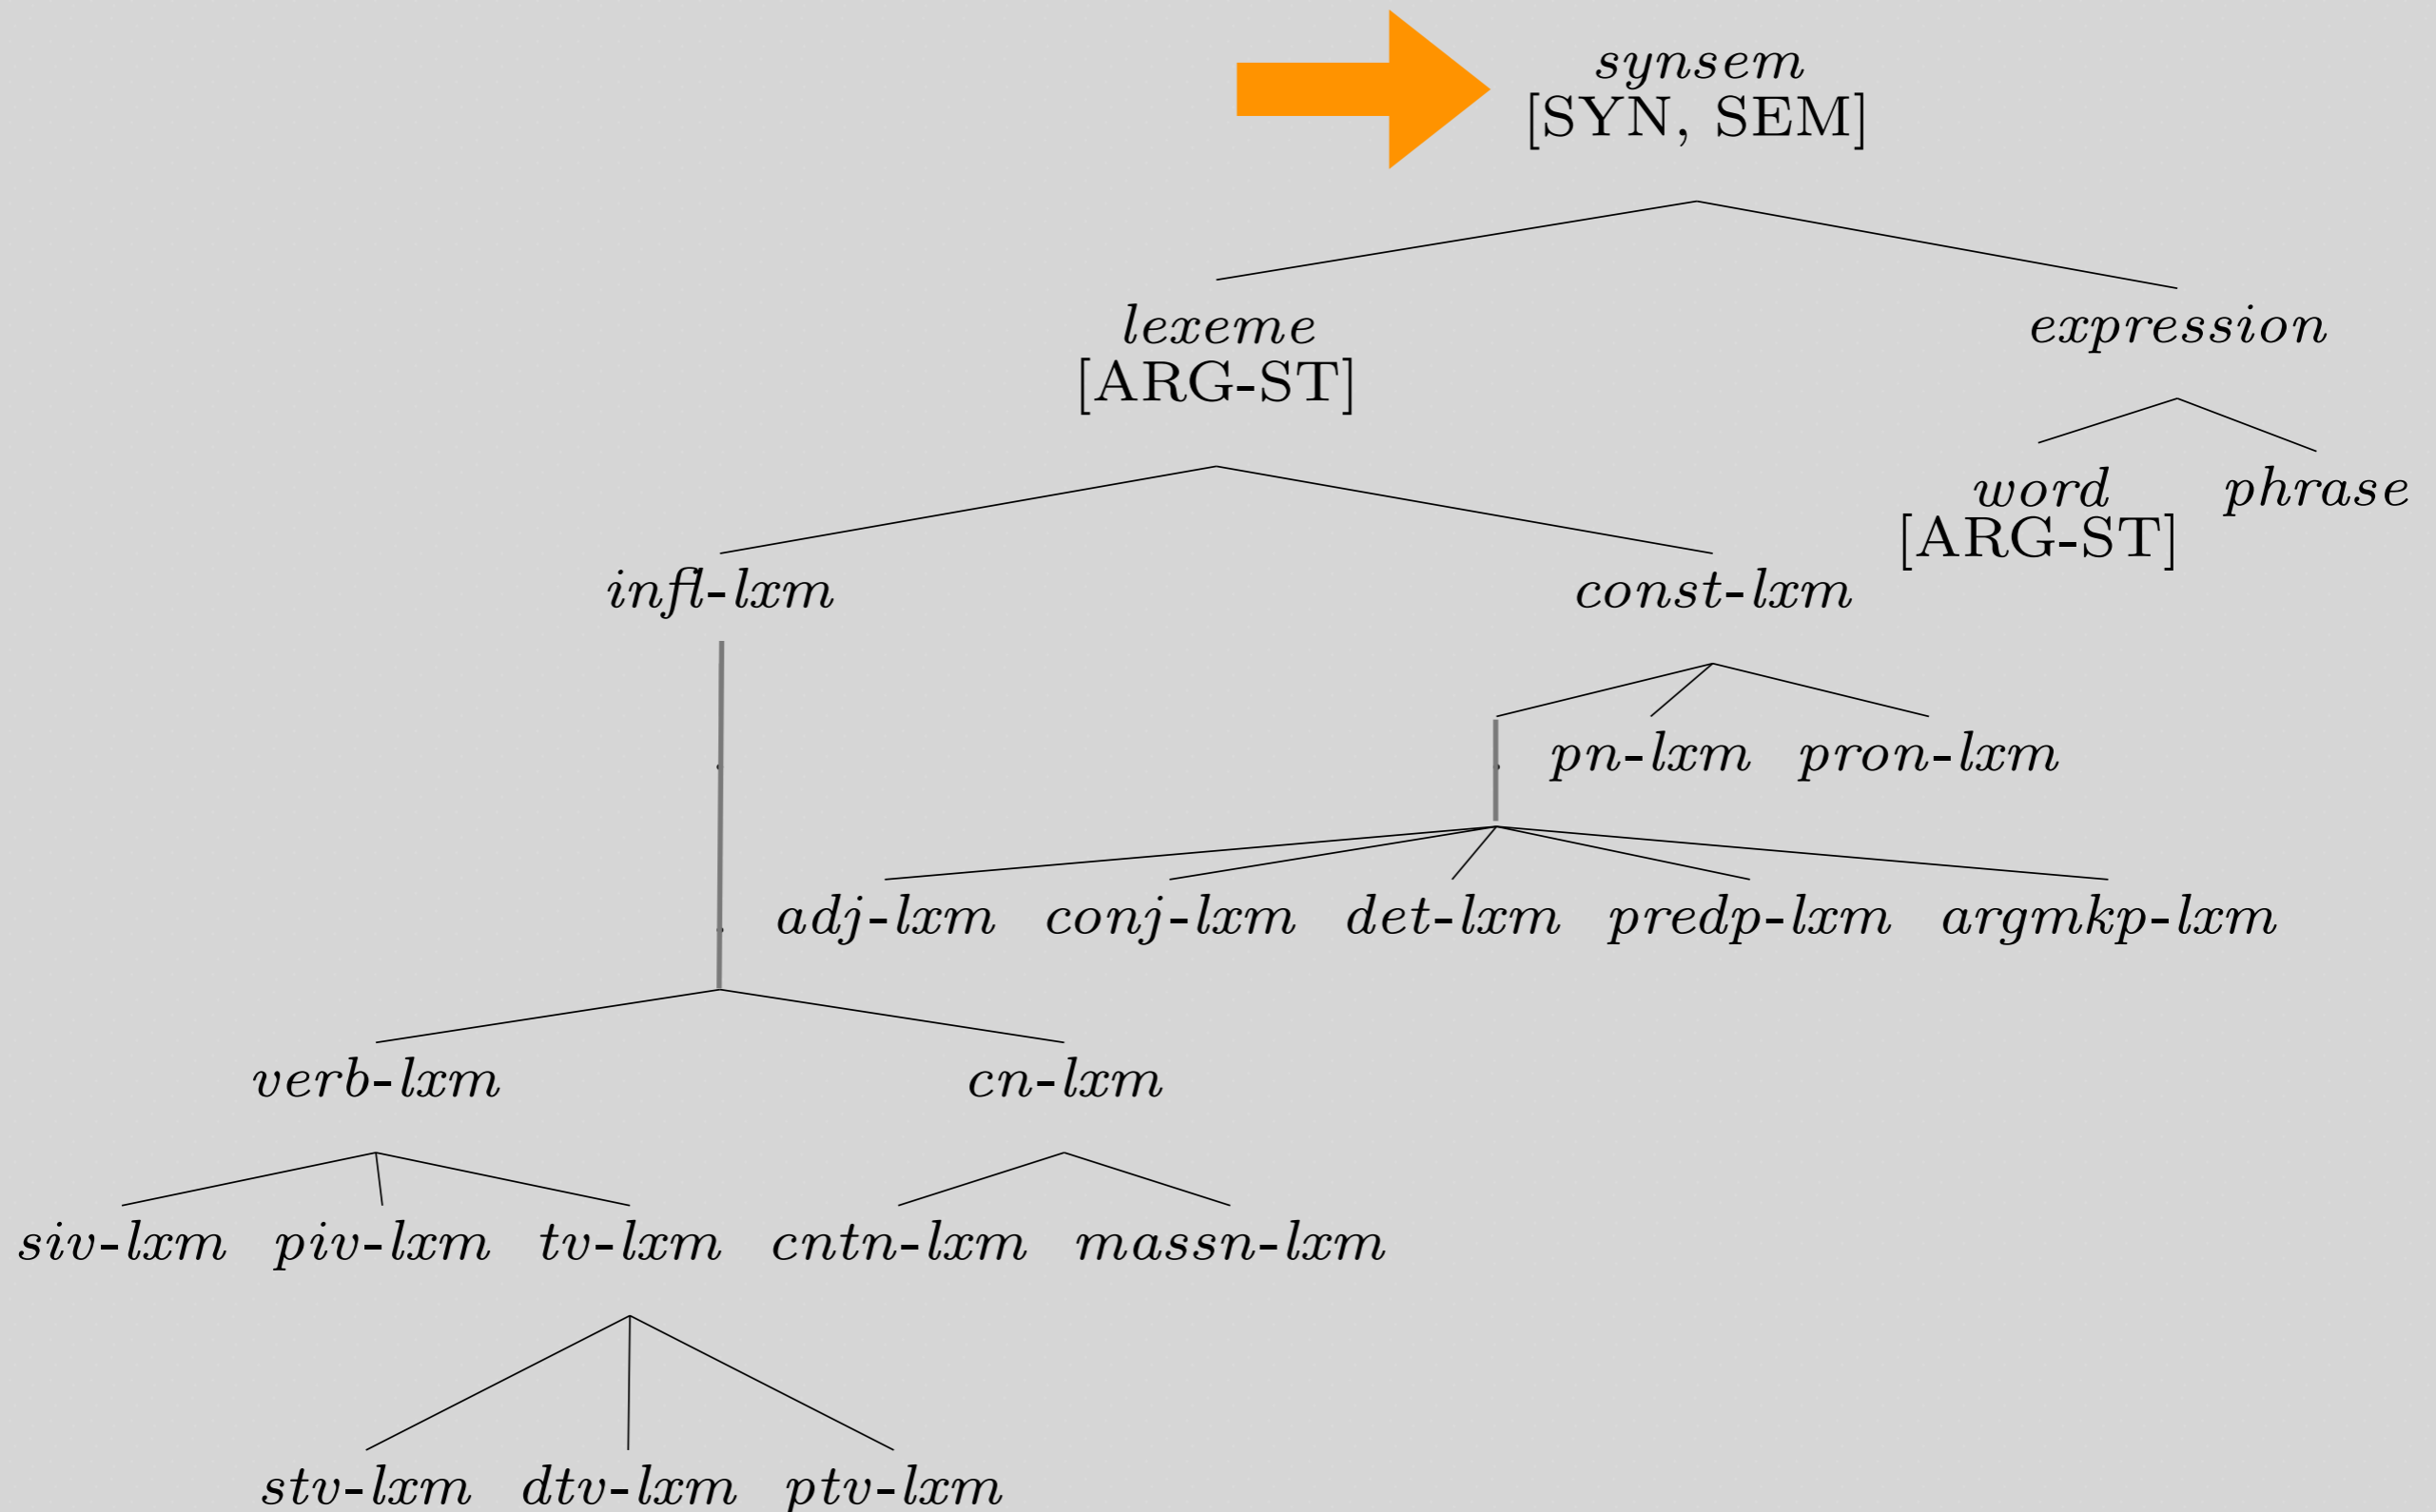 synsem
[SYN, SEM]
lexeme
[ARG-ST]
expression
word
[ARG-ST]
phrase
infl-lxm
const-lxm
pn-lxm pron-lxm
adj-lxm conj-lxm det-lxm predp-lxm argmkp-lxm
verb-lxm cn-lxm
siv-lxm piv-lxm tv-lxm cntn-lxm massn-lxm
stv-lxm dtv-lxm ptv-lxm